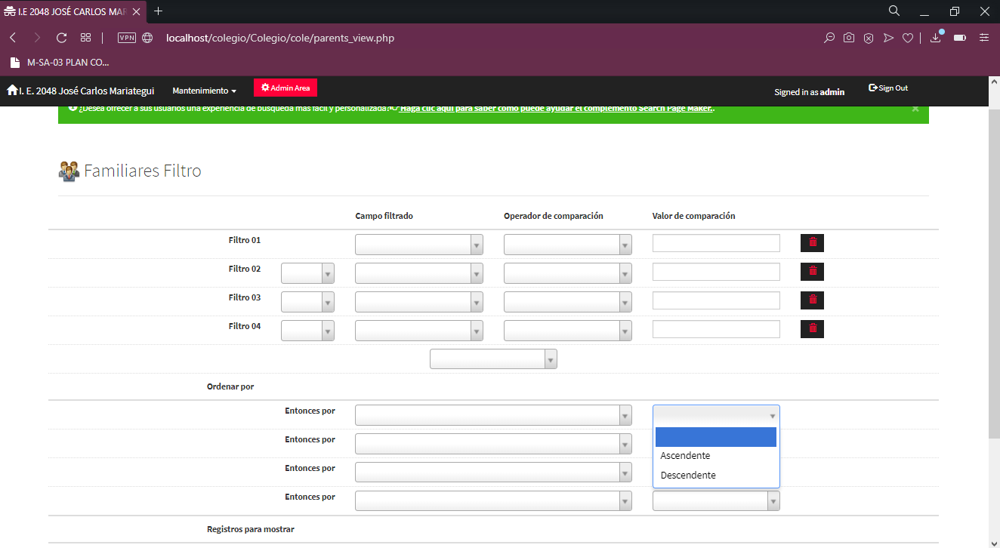 I.E 2048 JOSÉ CARLOS MAR
VPN
localhost/colegio/Colegio/cole/parents_view.php
M-SA-03 PLAN CO...
I. E. 2048 José Carlos Mariategui
Mantenimiento
Admin Area
Signed in as admin
Sign Out
¿Desea ofrecer a sus usuarios una experiencia de búsqueda más fácil y personalizada? Haga clic aquí para saber cómo puede ayudar el complemento Search Page Maker..
×
Familiares Filtro
Campo filtrado Operador de comparación Valor de comparación
Filtro 01
Filtro 02
Filtro 03
Filtro 04
Ordenar por
Entonces por
Entonces por
Ascendente
Entonces por
Descendente
Entonces por
Registros para mostrar